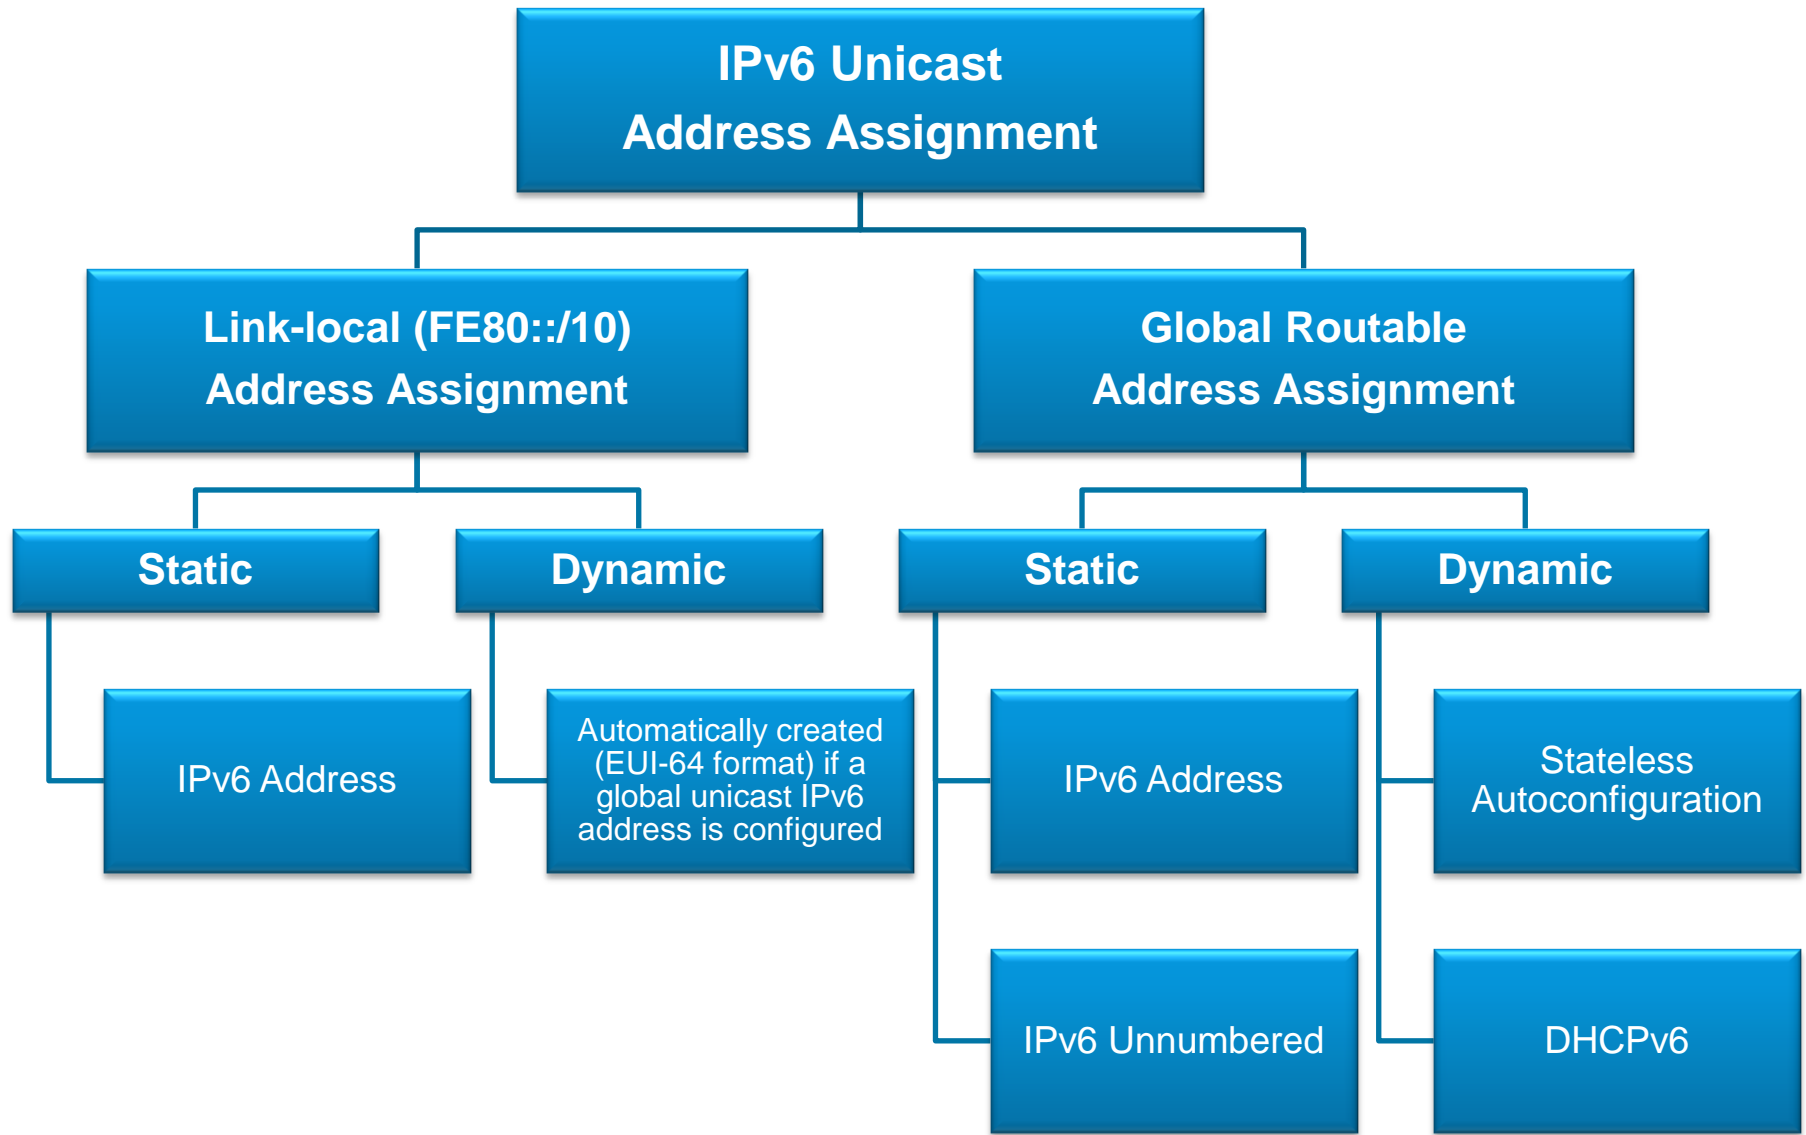 IPv6 Unicast
Address Assignment
Link-local (FE80::/10)
Address Assignment
Global Routable
Address Assignment
Static
Dynamic
Static
Dynamic
IPv6 Address
Automatically created
(EUI-64 format) if a
global unicast IPv6
address is configured
IPv6 Address
Stateless
Autoconfiguration
IPv6 Unnumbered
DHCPv6